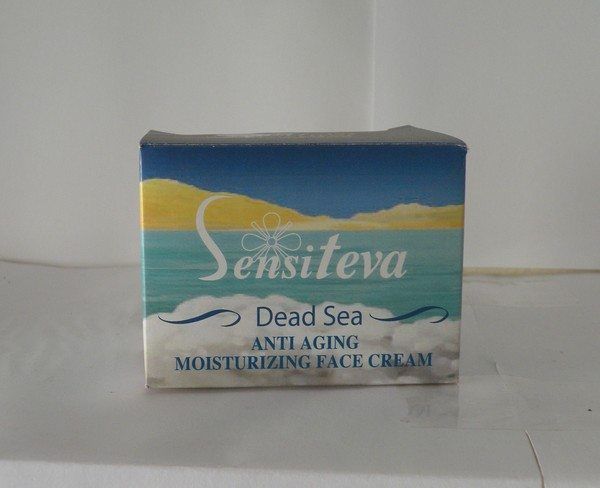 Sensiteva
Dead Sea
ANTI AGING
MOISTURIZING FACE CREAM